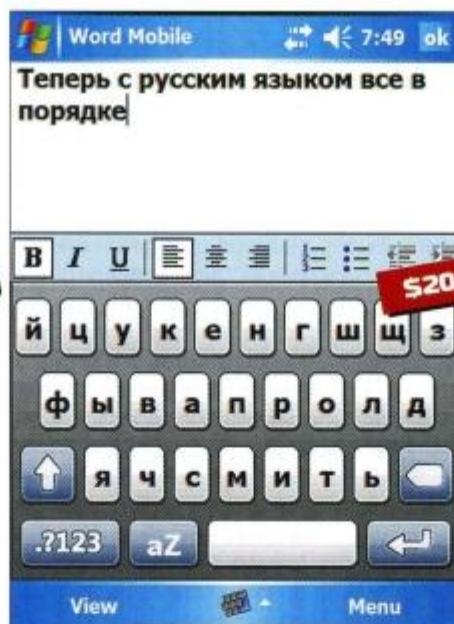 Word Mobile 7:49 ok
Теперь с русским языком все в
порядке
B I U
$20
й ц у к е н г ш щ з
ф ы в а п р о л д
я ч с м и т ь
.?123 aZ
View Menu